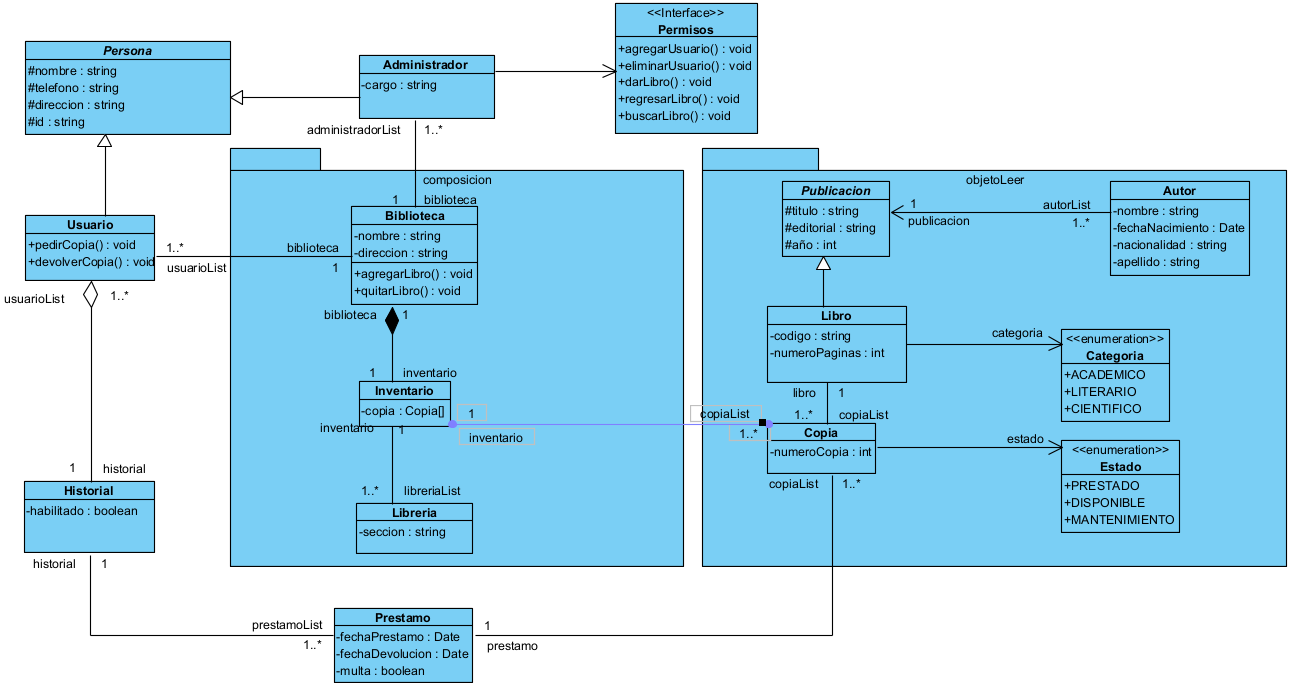 <<Interface>>
Permisos
+agregarUsuario() : void
+eliminarUsuario() : void
+darLibro() : void
+regresarLibro() : void
+buscarLibro() : void
Persona
#nombre : string
#telefono : string
#direccion : string
#id : string
Administrador
-cargo : string
administradorList
1..*
composicion
1
biblioteca
Biblioteca
-nombre : string
-direccion : string
+agregarLibro() : void
+quitarLibro() : void
Usuario
+pedirCopia() : void
+devolverCopia() : void
1..*
usuarioList
biblioteca
1
usuarioList
1..*
biblioteca
1
1
inventario
Inventario
-copia : Copia[]
inventario
1
1
inventario
copiaList
1..*
1..*
libreriaList
Libreria
-seccion : string
1
historial
Historial
-habilitado : boolean
historial
1
prestamoList
1..*
Prestamo
-fechaPrestamo : Date
-fechaDevolucion : Date
-multa : boolean
1
prestamo
objetoLeer
Publicacion
#titulo : string
#editorial : string
#año : int
1
publicacion
autorList
1..*
Autor
-nombre : string
-fechaNacimiento : Date
-nacionalidad : string
-apellido : string
Libro
-codigo : string
-numeroPaginas : int
categoria
<<enumeration>>
Categoria
+ACADEMICO
+LITERARIO
+CIENTIFICO
libro
1
1..*
copiaList
Copia
-numeroCopia : int
copiaList
1..*
estado
<<enumeration>>
Estado
+PRESTADO
+DISPONIBLE
+MANTENIMIENTO